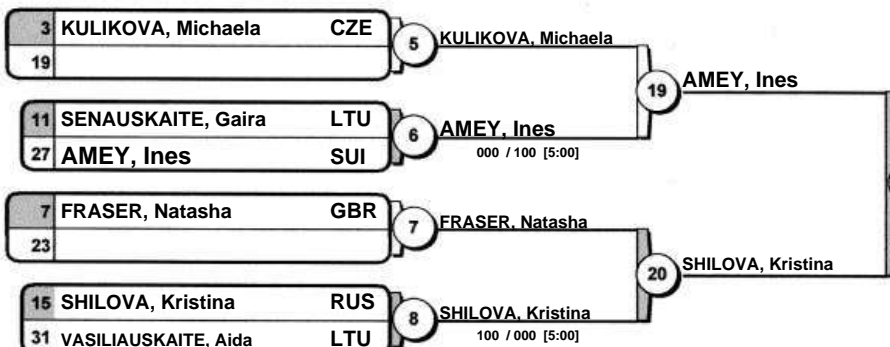 3 KULIKOVA, Michaela CZE
19
5
KULIKOVA, Michaela
11 SENAUSKAITE, Gaira LTU
27 AMEY, Ines SUI
6
AMEY, Ines
000 / 100 [5:00]
19
AMEY, Ines
7 FRASER, Natasha GBR
23
7
FRASER, Natasha
15 SHILOVA, Kristina RUS
31 VASILIAUSKAITE, Aida LTU
8
SHILOVA, Kristina
100 / 000 [5:00]
20
SHILOVA, Kristina